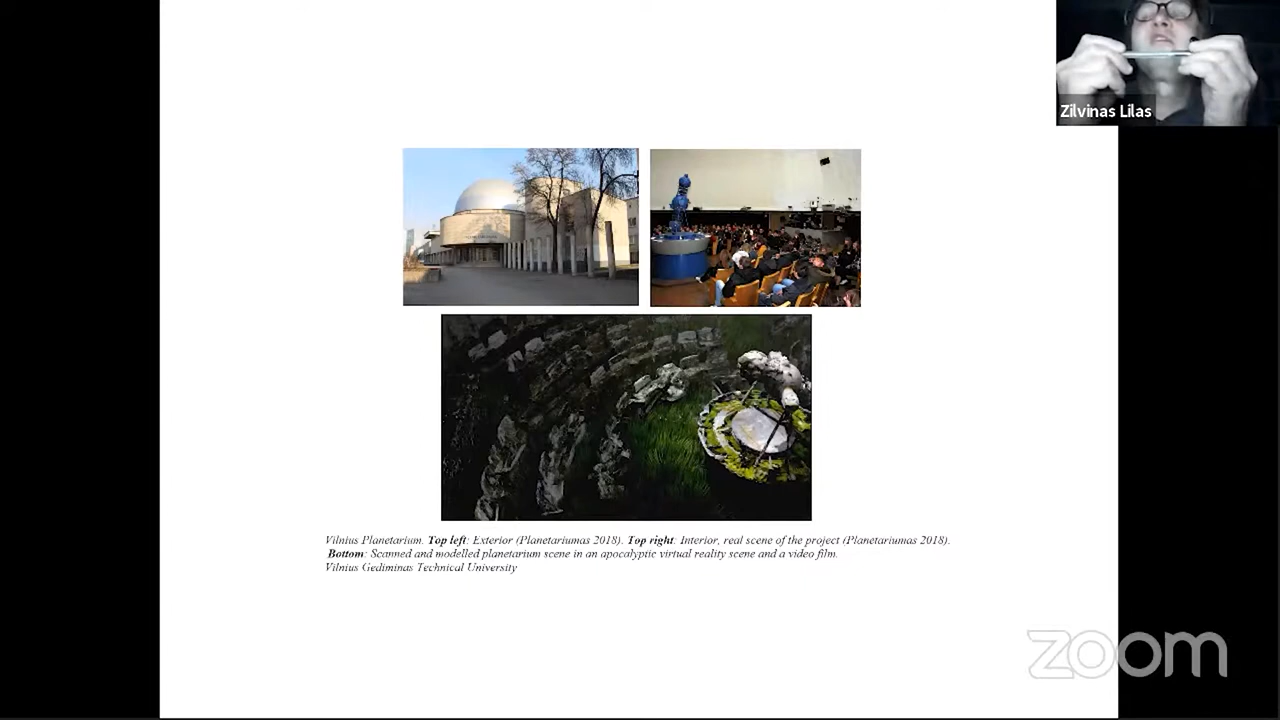 Zilvinas Lilas
Vilnius Planetarium. Top left: Exterior (Planetariumas 2018). Top right: Interior, real scene of the project (Planetariumas 2018).
Bottom: Scanned and modelled planetarium scene in an apocalyptic virtual reality scene and a video film.
Vilnius Gediminas Technical University
zoom